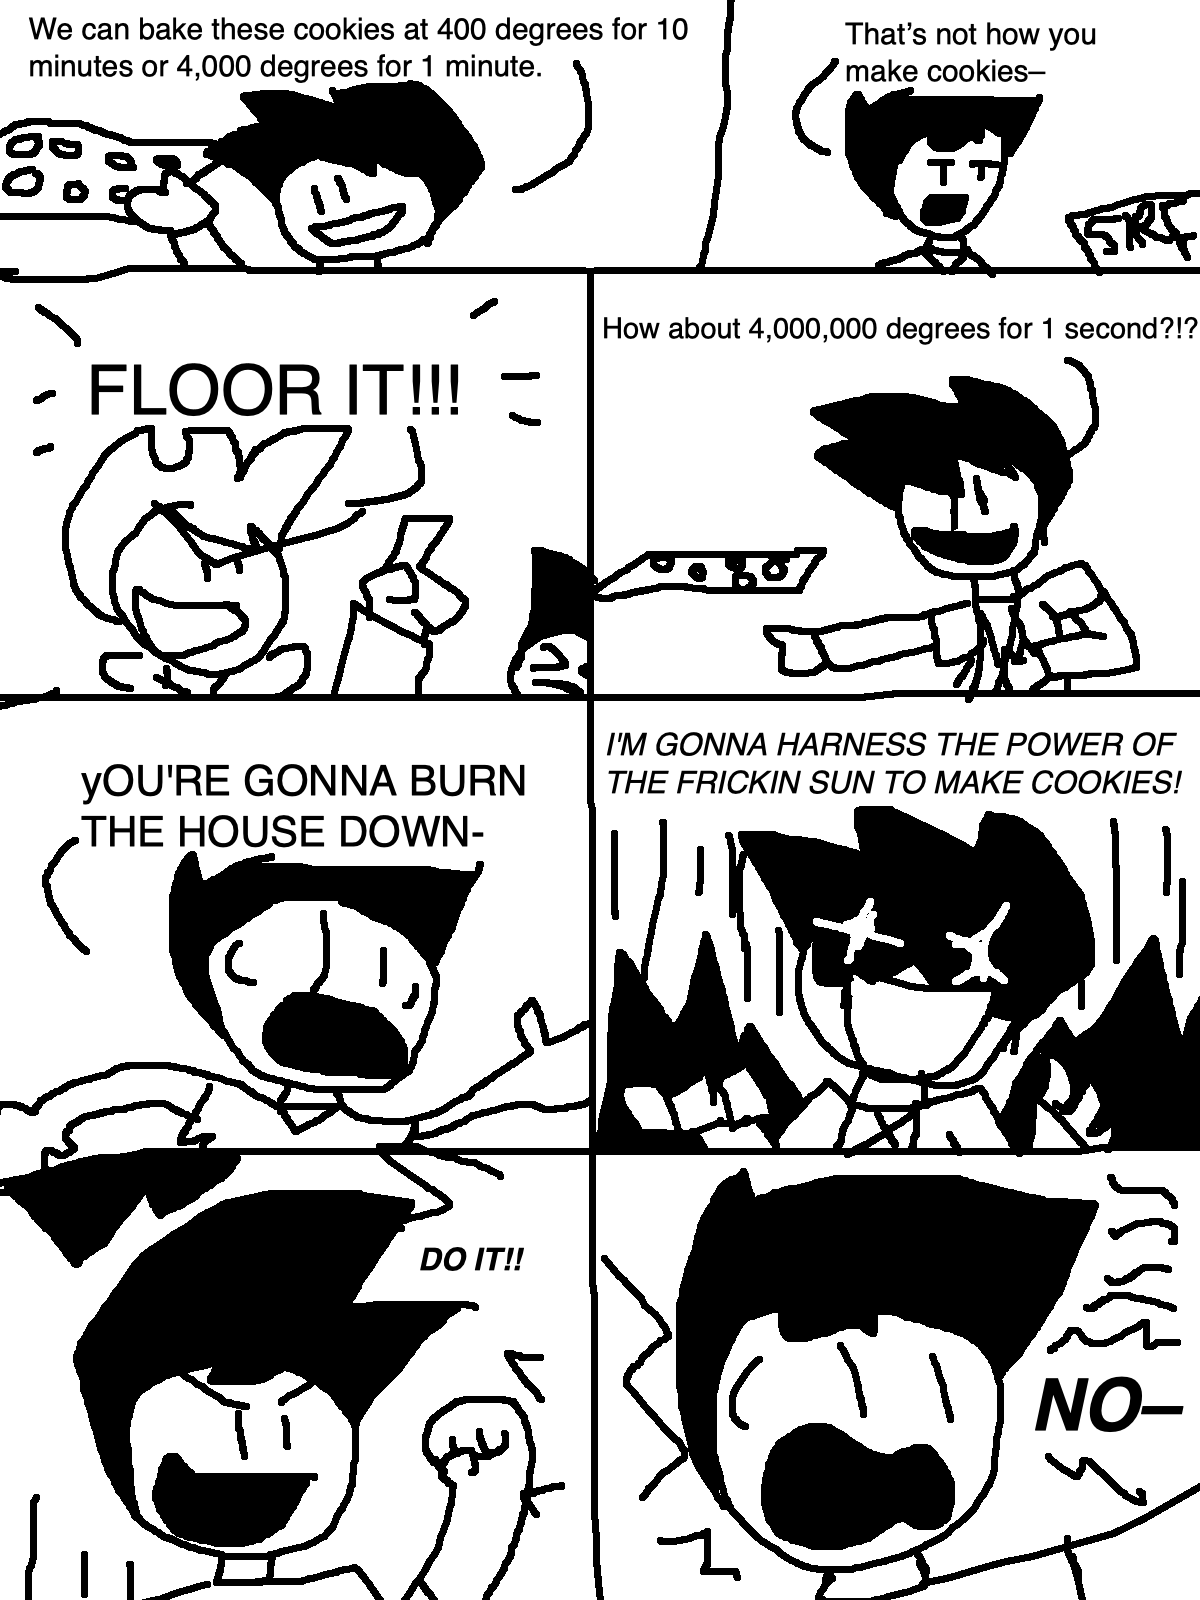 We can bake these cookies at 400 degrees for 10
minutes or 4,000 degrees for 1 minute.
That’s not how you
make cookies–
FLOOR IT!!!
How about 4,000,000 degrees for 1 second?!?
yOU'RE GONNA BURN
THE HOUSE DOWN-
I'M GONNA HARNESS THE POWER OF
THE FRICKIN SUN TO MAKE COOKIES!
DO IT!!
NO–